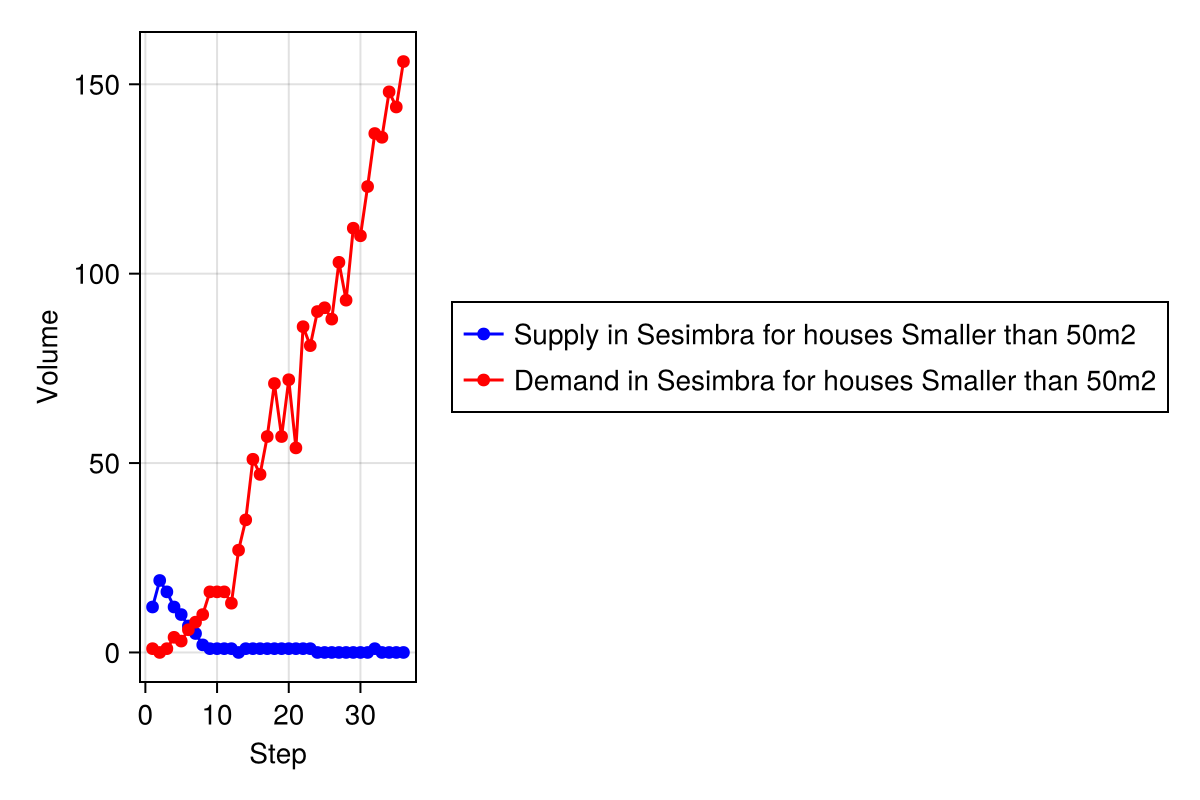 150
100
50
0
Volume
0 10 20 30
Step
Supply in Sesimbra for houses Smaller than 50m2
Demand in Sesimbra for houses Smaller than 50m2